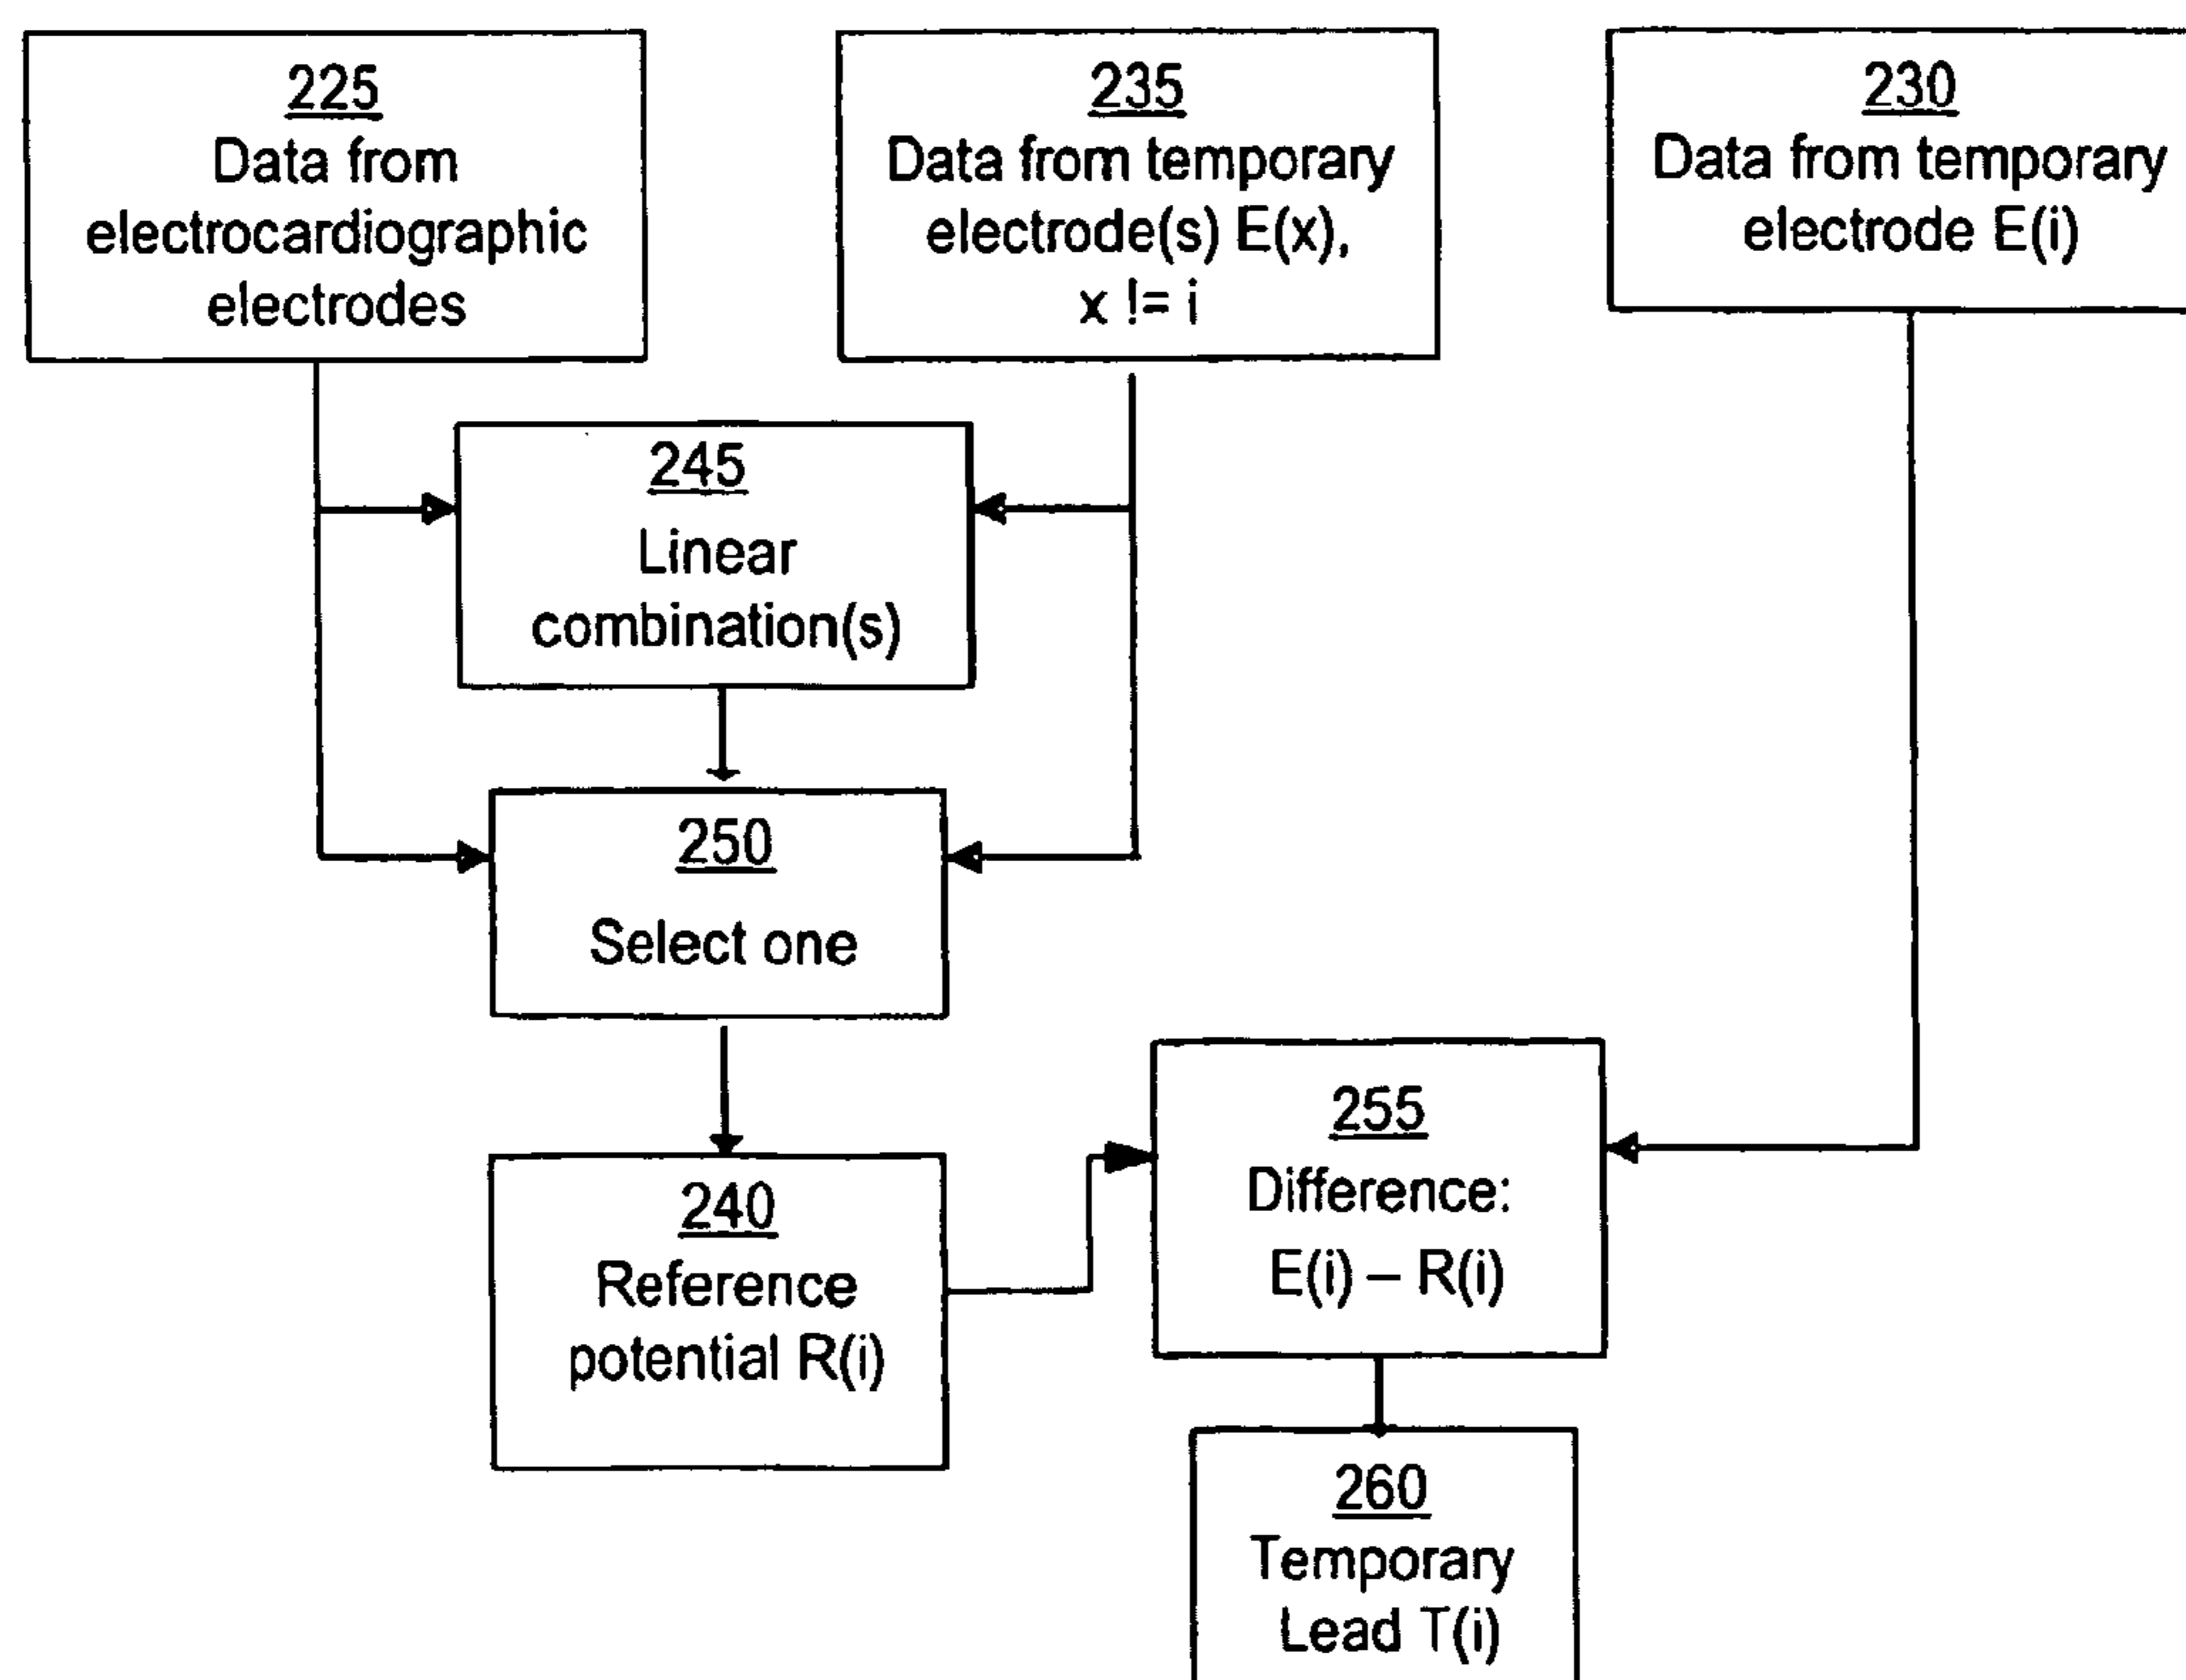 225
Data from
electrocardiographic
electrodes
235
Data from temporary
electrode(s) E(x),
x != i
230
Data from temporary
electrode E(i)
245
Linear
combination(s)
250
Select one
240
Reference
potential R(i)
255
Difference:
E(i) – R(i)
260
Temporary
Lead T(i)